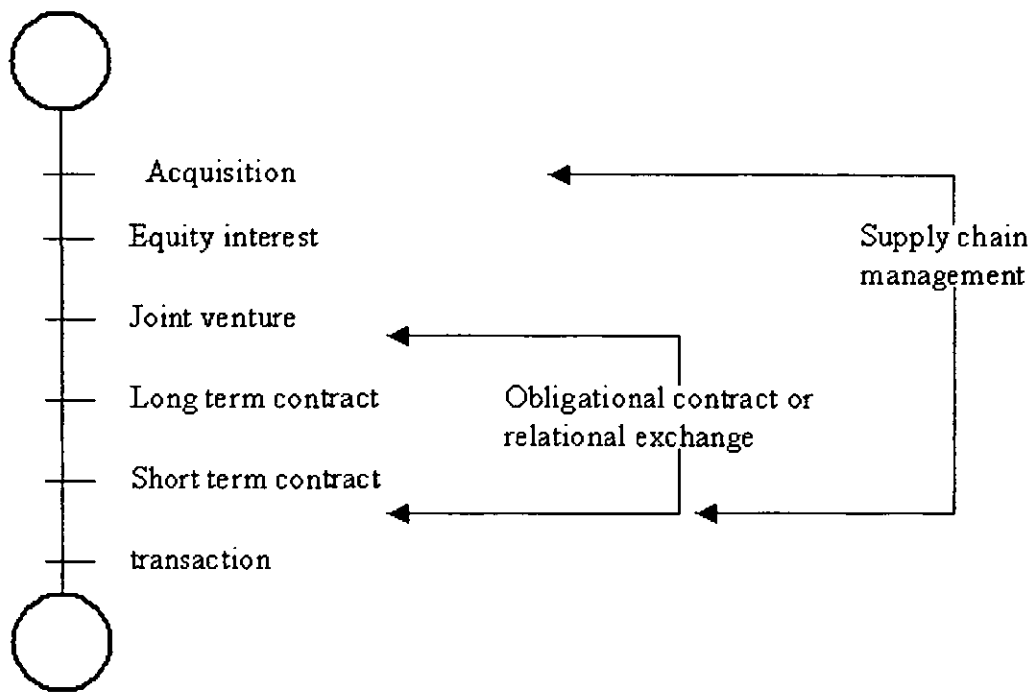 Acquisition
Equity interest
Supply chain
management
Joint venture
Long term contract
Obligational contract or
relational exchange
Short term contract
transaction